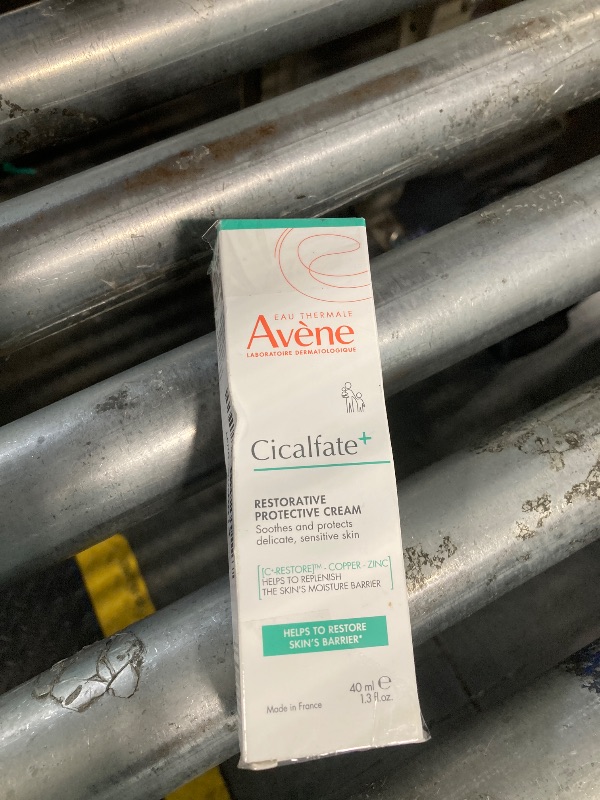 EAU THERMALE
Avène
LABORATOIRE DERMATOLOGIQUE
Cicalfate+
RESTORATIVE
PROTECTIVE CREAM
Soothes and protects
delicate, sensitive skin
[C+-RESTORE]™ - COPPER - ZINC
HELPS TO REPLENISH
THE SKIN'S MOISTURE BARRIER
HELPS TO RESTORE
SKIN'S BARRIER*
40 ml ℮
1.3 fl.oz.
Made in France